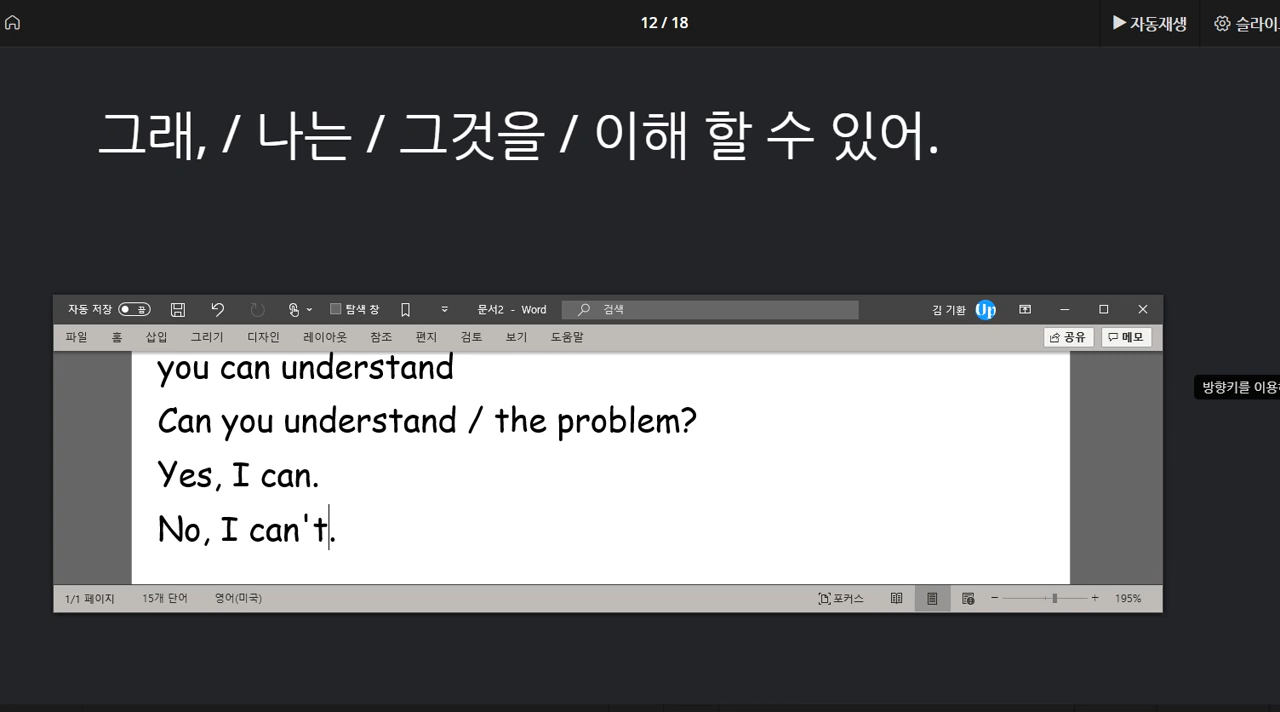 12 / 18
자동재생
슬라이
그래, / 나는 / 그것을 / 이해 할 수 있어.
자동 저장 끔 탐색 창 문서2 - Word 검색 김 기환 Up
파일 홈 삽입 그리기 디자인 레이아웃 참조 편지 검토 보기 도움말 공유 메모
you can understand
Can you understand / the problem?
Yes, I can.
No, I can't.
방향키를 이용
1/1 페이지 15개 단어 영어(미국) 포커스 195%